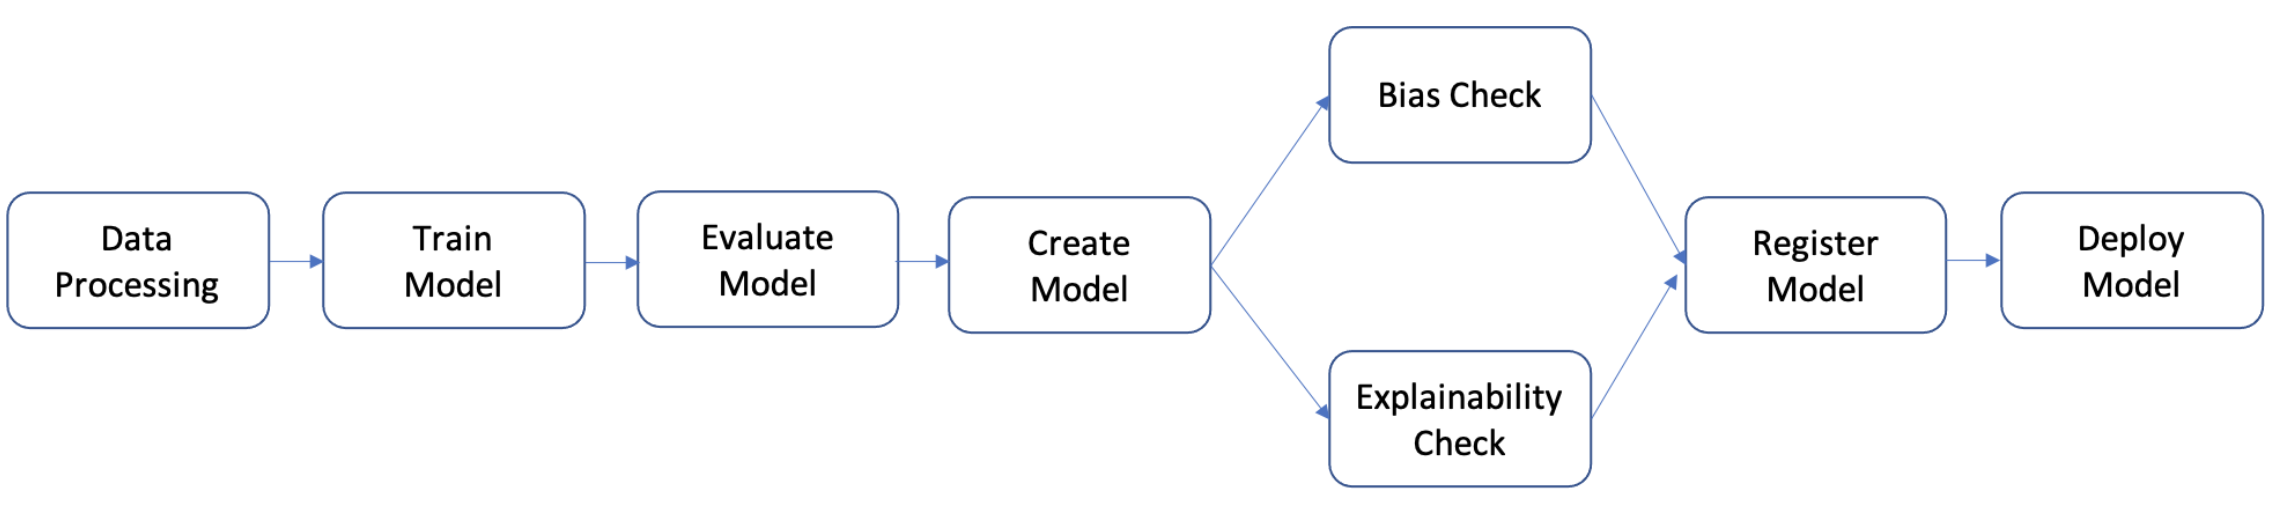 Data
Processing
Train
Model
Evaluate
Model
Create
Model
Bias Check
Explainability
Check
Register
Model
Deploy
Model